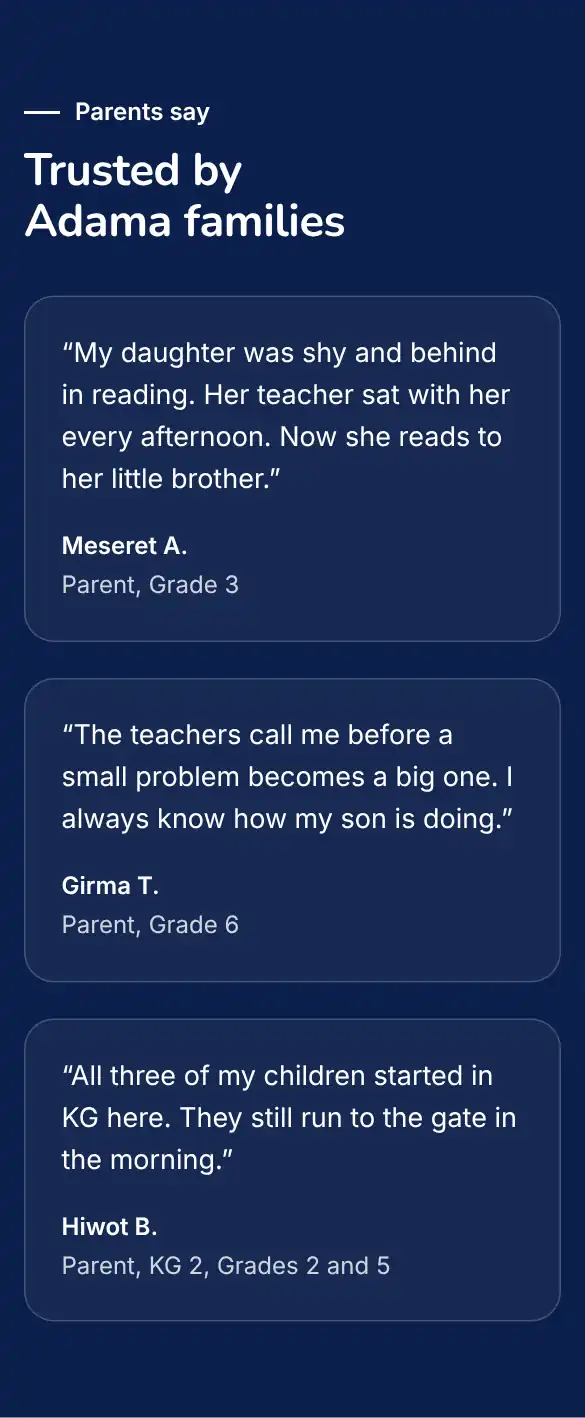 Parents say
Trusted by
Adama families
“My daughter was shy and behind
in reading. Her teacher sat with her
every afternoon. Now she reads to
her little brother.”
Meseret A.
Parent, Grade 3
“The teachers call me before a
small problem becomes a big one. I
always know how my son is doing.”
Girma T.
Parent, Grade 6
“All three of my children started in
KG here. They still run to the gate in
the morning.”
Hiwot B.
Parent, KG 2, Grades 2 and 5